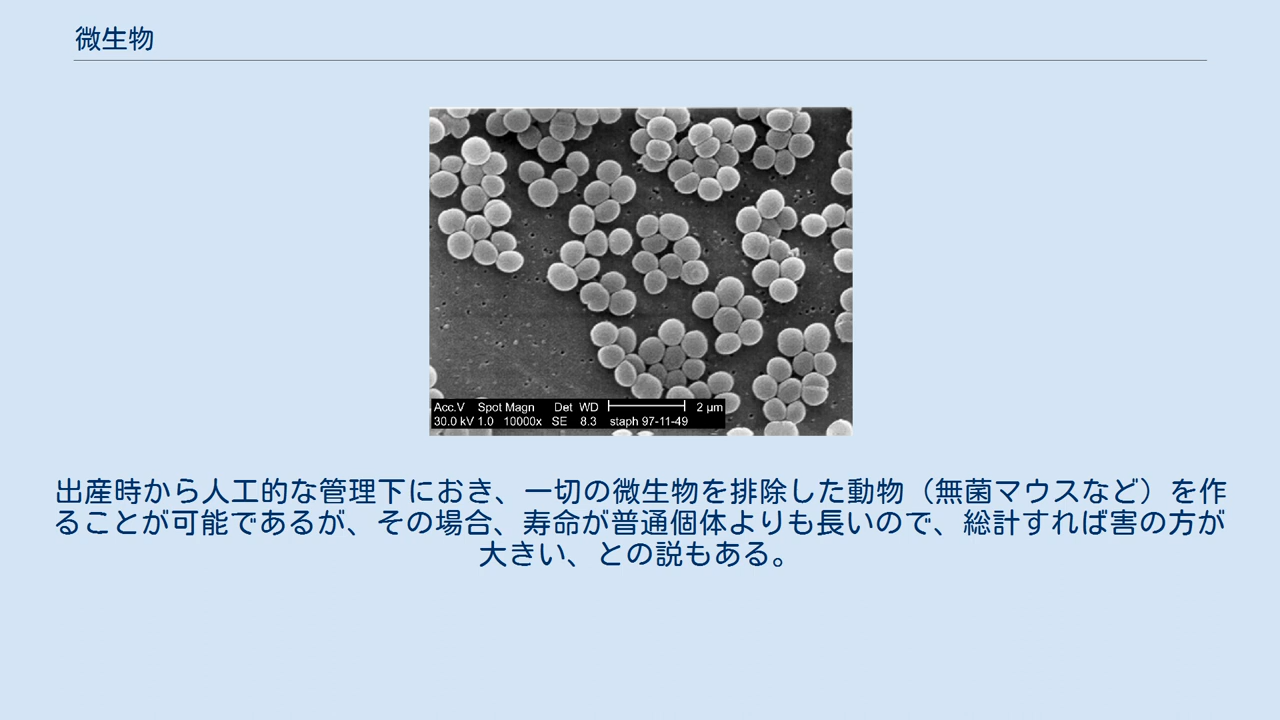 微生物
Acc.V Spot Magn Det WD 2 µm
30.0 kV 1.0 10000x SE 8.3 staph 97-11-49
出産時から人工的な管理下におき、一切の微生物を排除した動物（無菌マウスなど）を作
ることが可能であるが、その場合、寿命が普通個体よりも長いので、総計すれば害の方が
大きい、との説もある。